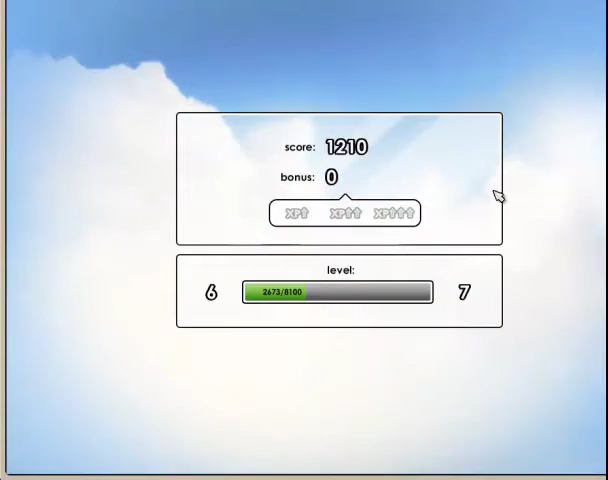 score: 1210
bonus: 0
XP⇧ XP⇧⇧ XP⇧⇧⇧
level:
6 2673/8100 7